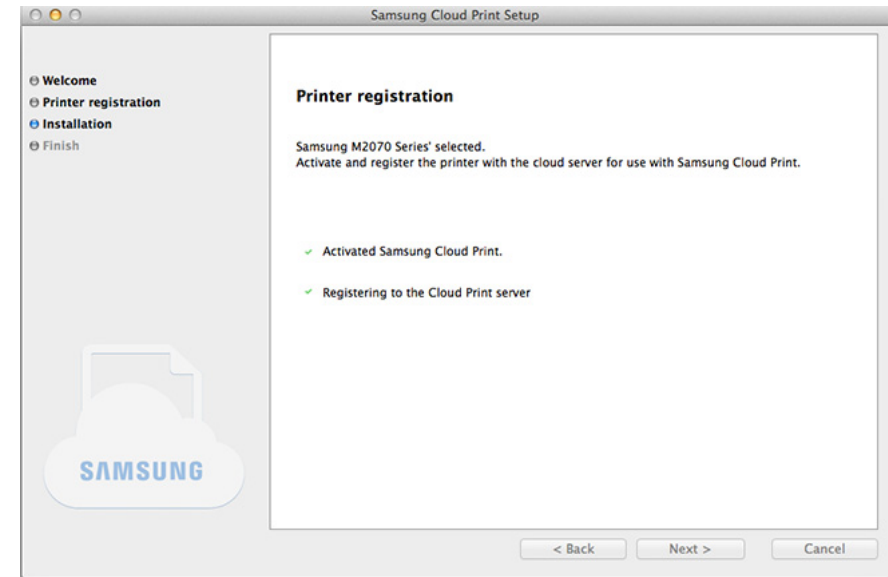 Samsung Cloud Print Setup
Welcome
Printer registration
Installation
Finish
Printer registration
Samsung M2070 Series' selected.
Activate and register the printer with the cloud server for use with Samsung Cloud Print.
Activated Samsung Cloud Print.
Registering to the Cloud Print server
SAMSUNG
< Back
Next >
Cancel